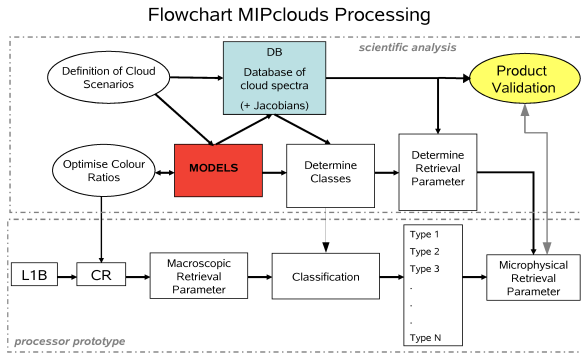 Flowchart MIPclouds Processing
scientific analysis
Definition of Cloud
Scenarios
DB
Database of
cloud spectra
(+ Jacobians)
Product
Validation
Optimise Colour
Ratios
MODELS
Determine
Classes
Determine
Retrieval
Parameter
L1B
CR
Macroscopic
Retrieval
Parameter
Classification
Type 1
Type 2
Type 3
.
.
.
Type N
Microphysical
Retrieval
Parameter
processor prototype